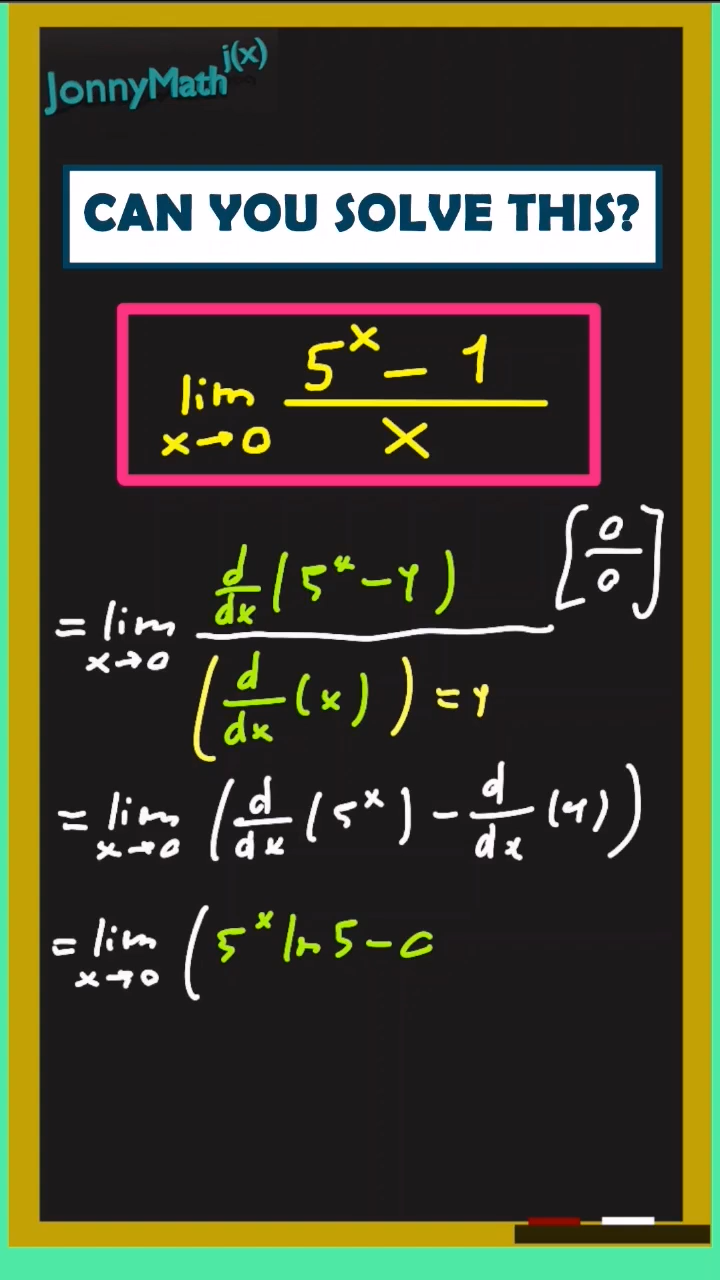 JonnyMath j(x)
CAN YOU SOLVE THIS?
lim x→0 (5^x − 1) / x
[0/0]
= lim x→0 (d/dx (5^x − 1)) / (d/dx (x)) = 1
= lim x→0 (d/dx (5^x) − d/dx (1))
= lim x→0 (5^x ln 5 − 0